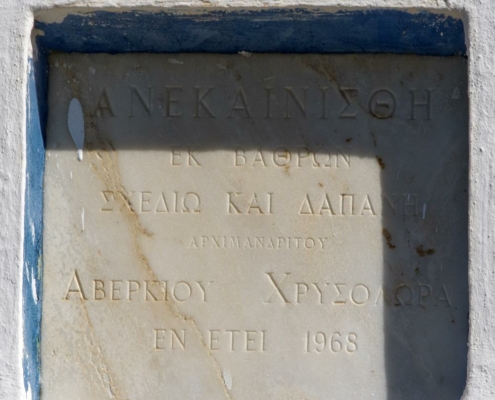 ΑΝΕΚΑΙΝΙΣΘΗ
ΕΚ ΒΑΘΡΩΝ
ΣΧΕΔΙΩ ΚΑΙ ΔΑΠΑΝΗ
ΑΡΧΙΜΑΝΔΡΙΤΟΥ
ΑΒΕΡΚΙΟΥ ΧΡΥΣΟΛΩΡΑ
ΕΝ ΕΤΕΙ 1968